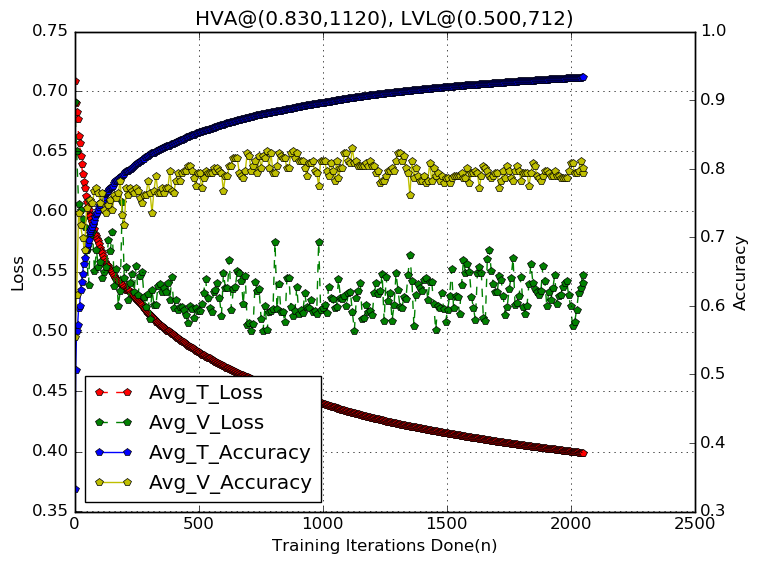 HVA@(0.830,1120), LVL@(0.500,712)
0.75
0.70
0.65
0.60
0.55
0.50
0.45
0.40
0.35
Loss
1.0
0.9
0.8
0.7
0.6
0.5
0.4
0.3
Accuracy
Avg_T_Loss
Avg_V_Loss
Avg_T_Accuracy
Avg_V_Accuracy
0 500 1000 1500 2000 2500
Training Iterations Done(n)